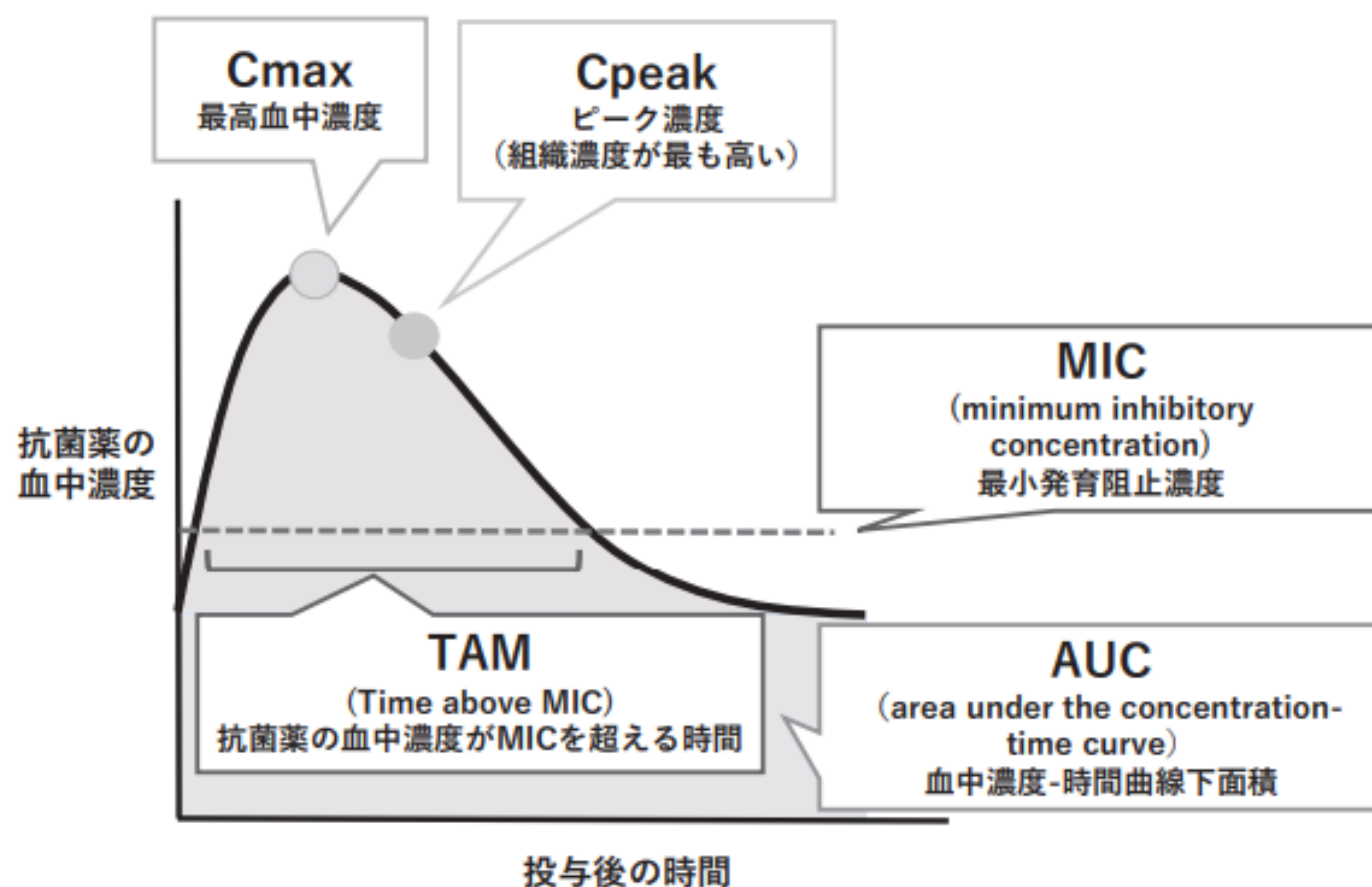 Cmax
最高血中濃度
Cpeak
ピーク濃度
（組織濃度が最も高い）
抗菌薬の
血中濃度
MIC
（minimum inhibitory
concentration）
最小発育阻止濃度
TAM
（Time above MIC）
抗菌薬の血中濃度がMICを超える時間
AUC
（area under the concentration-
time curve）
血中濃度-時間曲線下面積
投与後の時間